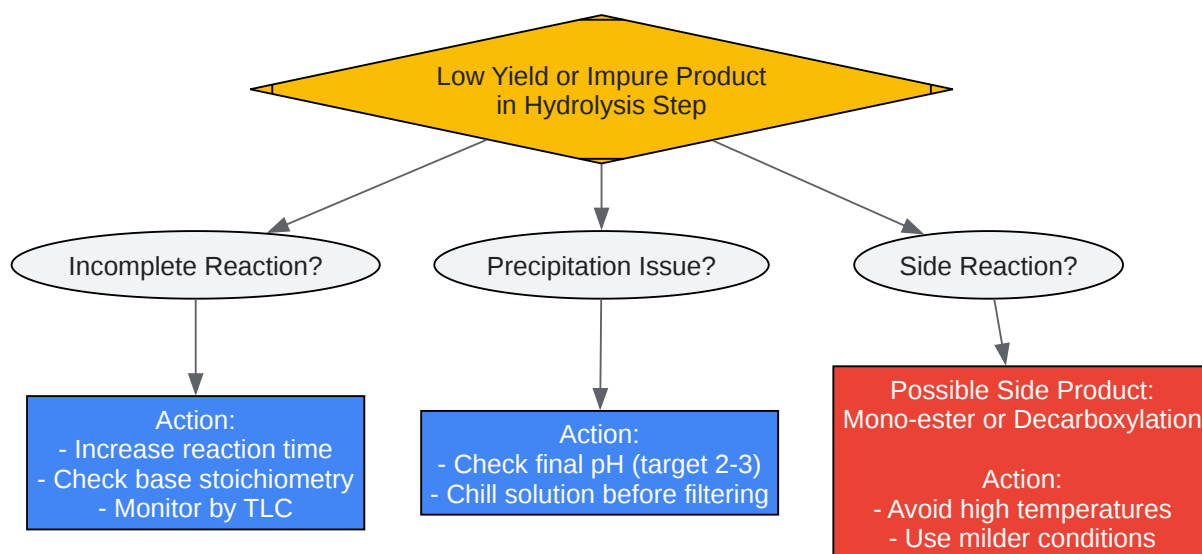 Low Yield or Impure Product
in Hydrolysis Step
Incomplete Reaction?
Precipitation Issue?
Side Reaction?
Action:
- Increase reaction time
- Check base stoichiometry
- Monitor by TLC
Action:
- Check final pH (target 2-3)
- Chill solution before filtering
Possible Side Product:
Mono-ester or Decarboxylation
Action:
- Avoid high temperatures
- Use milder conditions